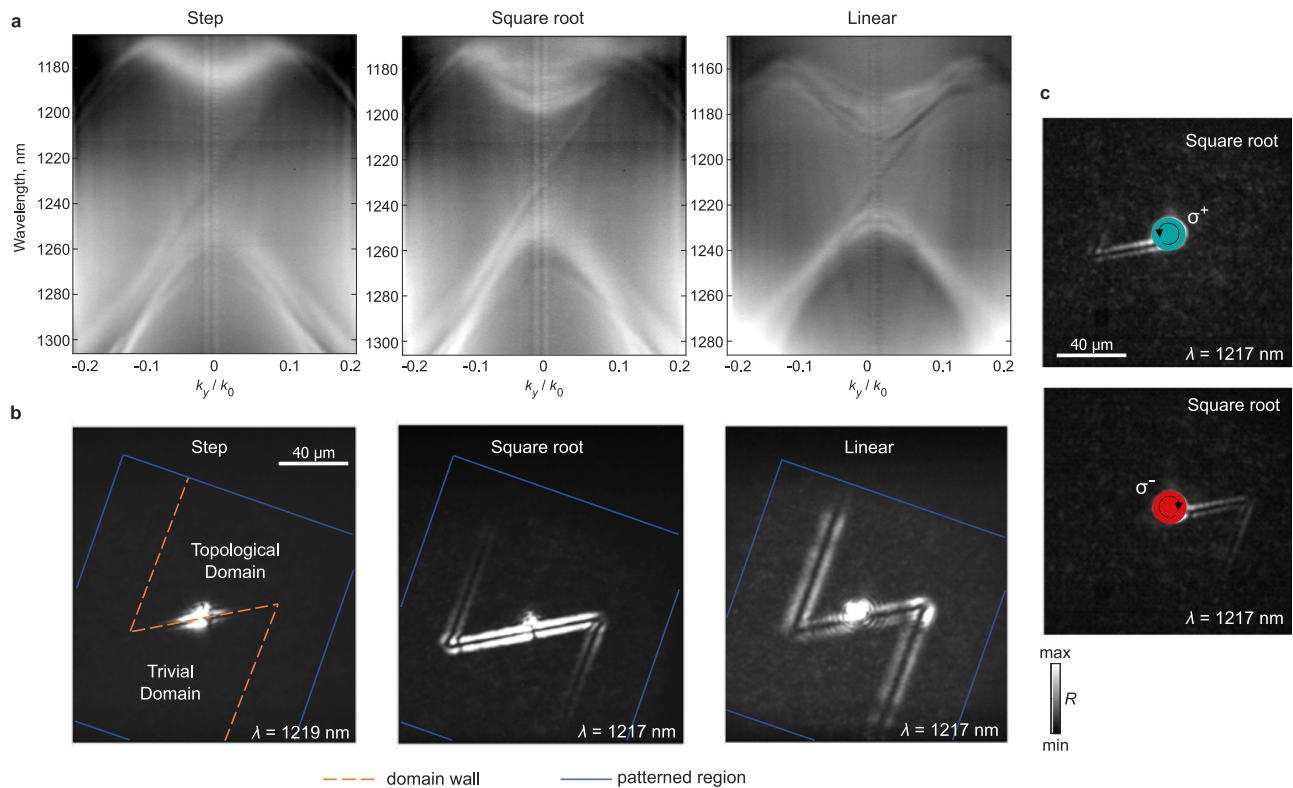 a
Step
Square root
Linear
Wavelength, nm
1180
1200
1220
1240
1260
1280
1300
-0.2
-0.1
0
0.1
0.2
k_y / k_0
1180
1200
1220
1240
1260
1280
1300
-0.2
-0.1
0
0.1
0.2
k_y / k_0
1160
1180
1200
1220
1240
1260
1280
-0.2
-0.1
0
0.1
0.2
k_y / k_0
b
Step
40 μm
Topological
Domain
Trivial
Domain
λ = 1219 nm
Square root
λ = 1217 nm
Linear
λ = 1217 nm
domain wall
patterned region
c
Square root
σ+
40 μm
λ = 1217 nm
Square root
σ-
λ = 1217 nm
max
R
min